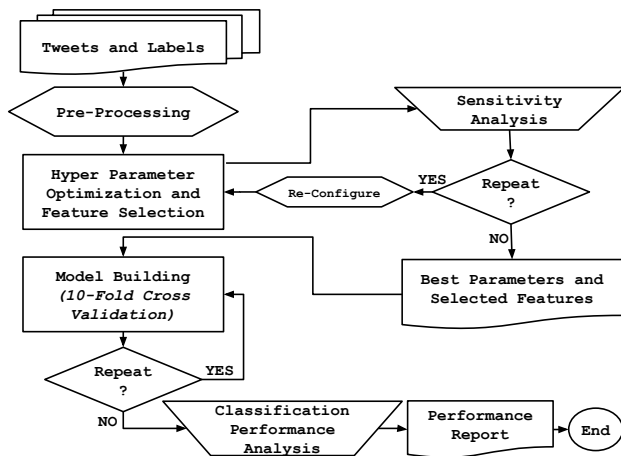 Tweets and Labels
Pre-Processing
Hyper Parameter
Optimization and
Feature Selection
Sensitivity
Analysis
Repeat
?
YES
Re-Configure
NO
Best Parameters and
Selected Features
Model Building
(10-Fold Cross
Validation)
Repeat
?
YES
NO
Classification
Performance
Analysis
Performance
Report
End